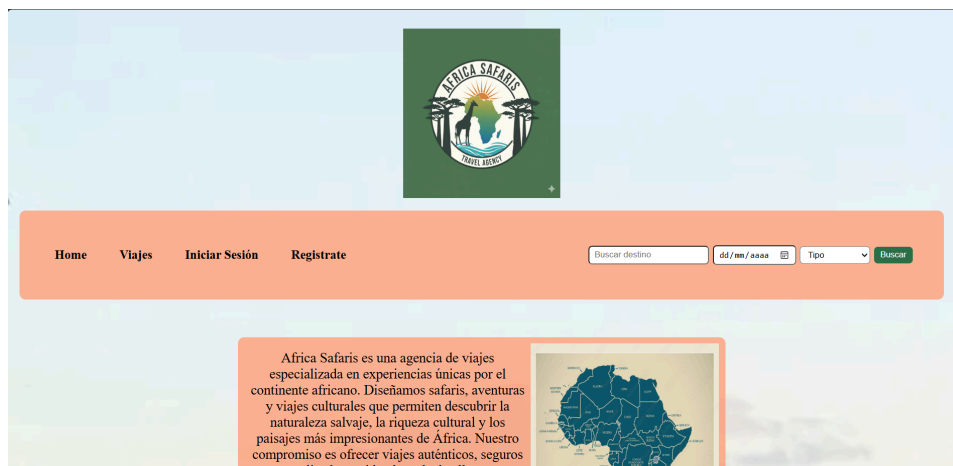 AFRICA SAFARIS
TRAVEL AGENCY
Home Viajes Iniciar Sesión Registrate
Buscar destino dd/mm/aaaa Tipo Buscar
Africa Safaris es una agencia de viajes
especializada en experiencias únicas por el
continente africano. Diseñamos safaris, aventuras
y viajes culturales que permiten descubrir la
naturaleza salvaje, la riqueza cultural y los
paisajes más impresionantes de África. Nuestro
compromiso es ofrecer viajes auténticos, seguros